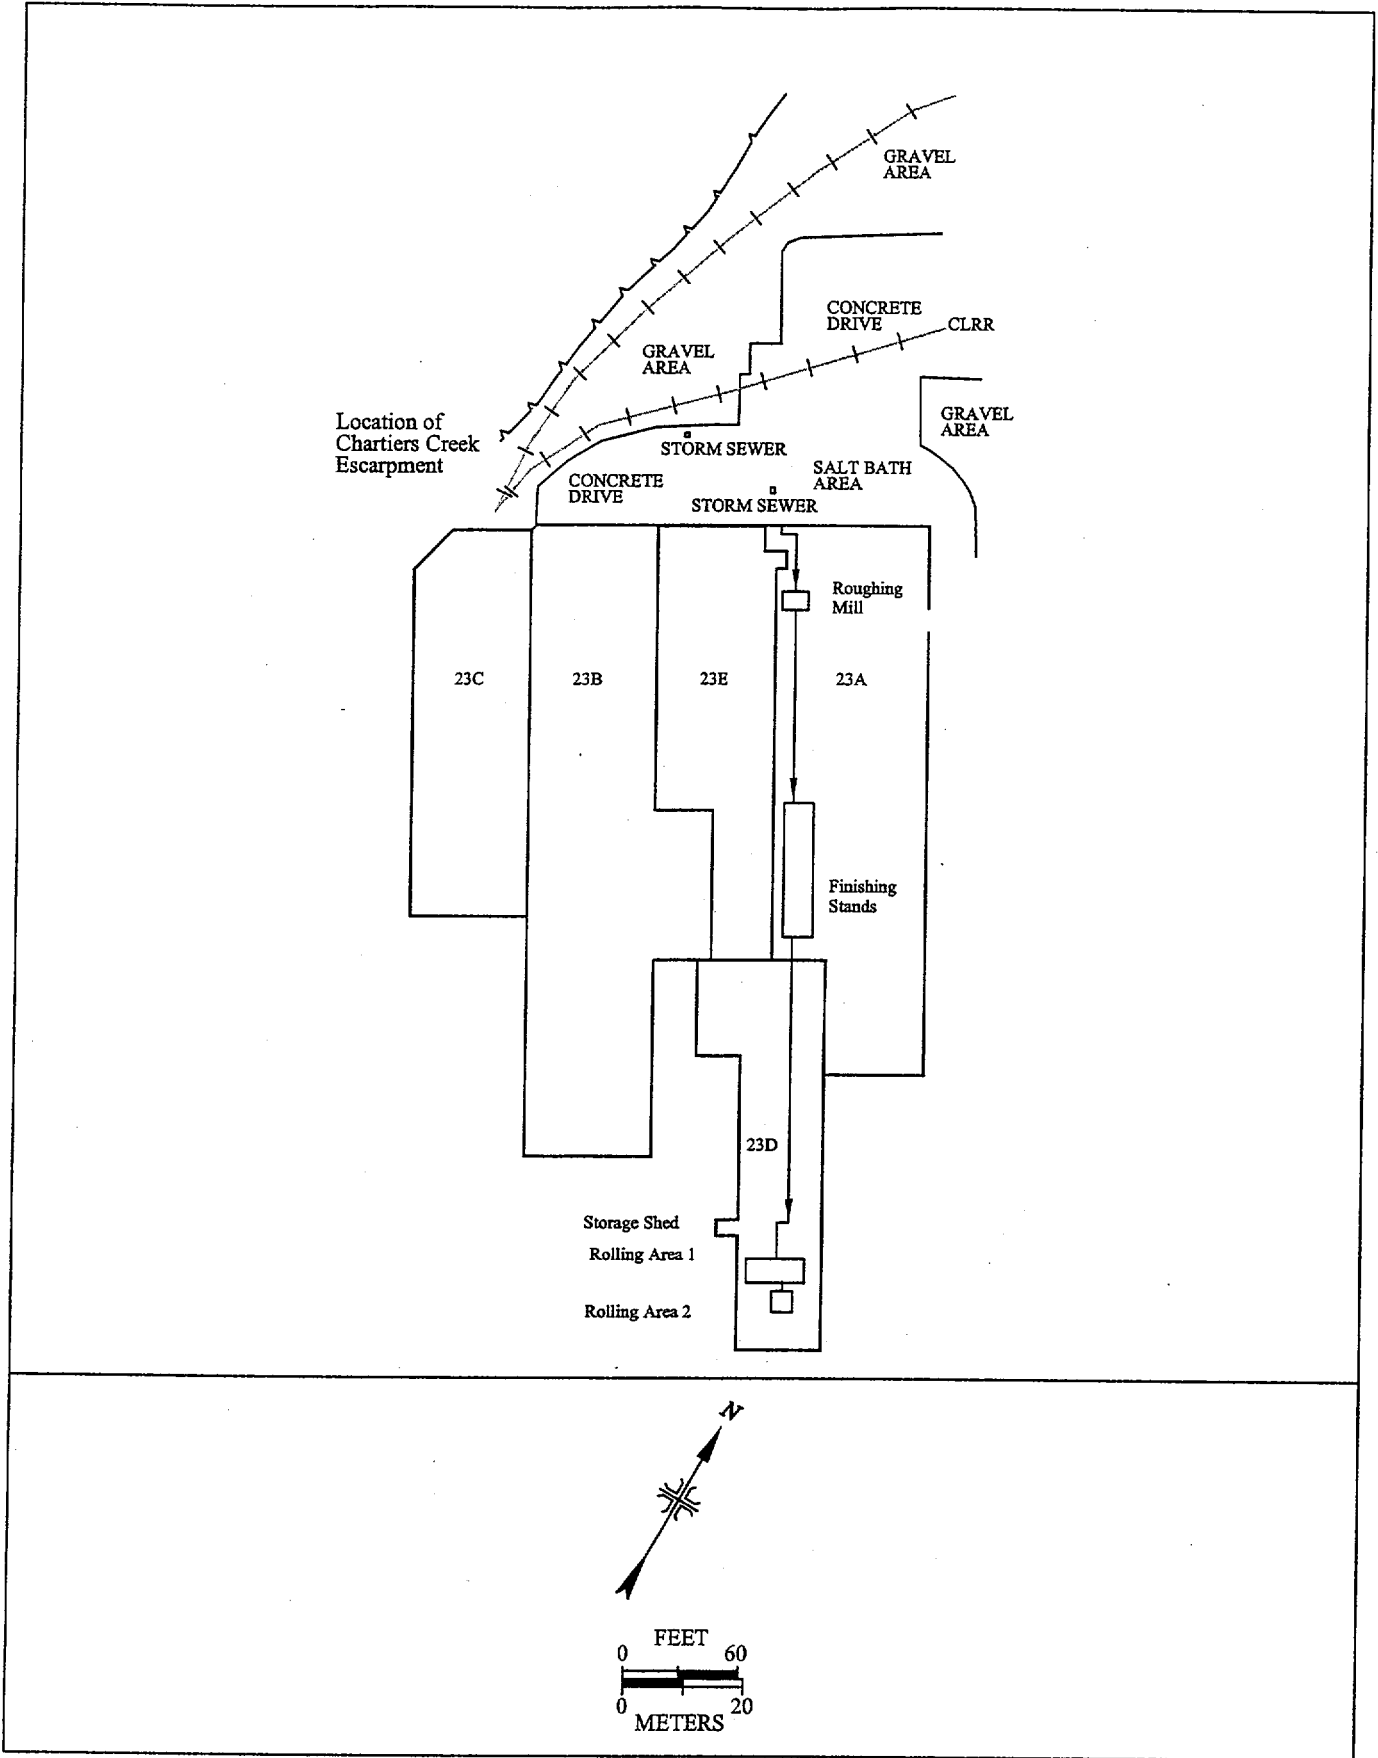 GRAVEL
AREA
CONCRETE
DRIVE
CLRR
GRAVEL
AREA
Location of
Chartiers Creek
Escarpment
GRAVEL
AREA
STORM SEWER
SALT BATH
AREA
CONCRETE
DRIVE
STORM SEWER
Roughing
Mill
23C
23B
23E
23A
Finishing
Stands
23D
Storage Shed
Rolling Area 1
Rolling Area 2
N
FEET
0 60
0 20
METERS